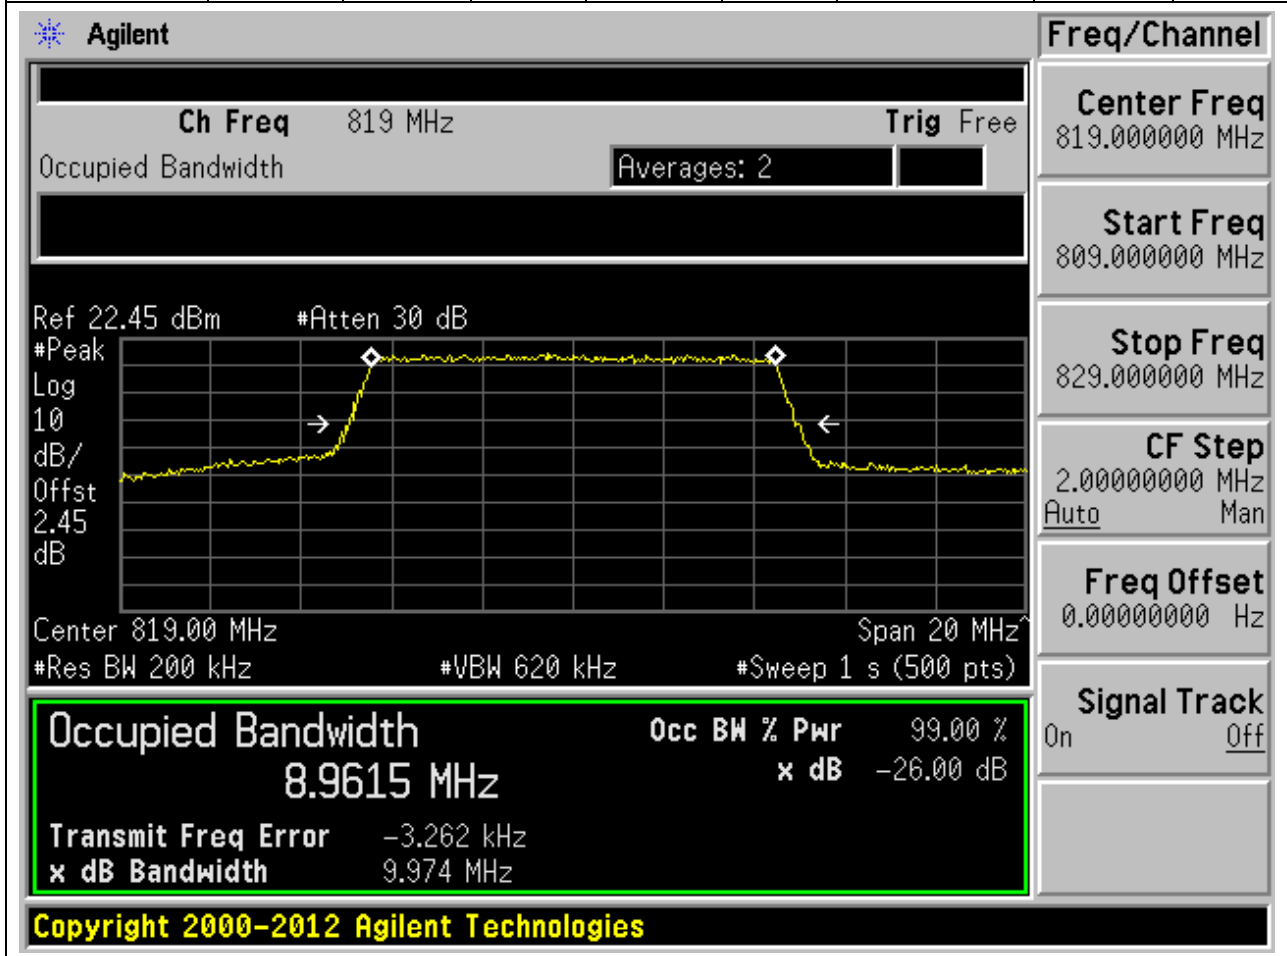 Agilent
Freq/Channel
Ch Freq 819 MHz Trig Free
Occupied Bandwidth Averages: 2
Center Freq
819.000000 MHz
Start Freq
809.000000 MHz
Stop Freq
829.000000 MHz
CF Step
2.00000000 MHz
Auto Man
Freq Offset
0.00000000 Hz
Signal Track
On Off
Ref 22.45 dBm #Atten 30 dB
#Peak
Log
10
dB/
Offst
2.45
dB
Center 819.00 MHz Span 20 MHz^
#Res BW 200 kHz #VBW 620 kHz #Sweep 1 s (500 pts)
Occupied Bandwidth
8.9615 MHz
Occ BW % Pwr 99.00 %
x dB -26.00 dB
Transmit Freq Error -3.262 kHz
x dB Bandwidth 9.974 MHz
Copyright 2000-2012 Agilent Technologies